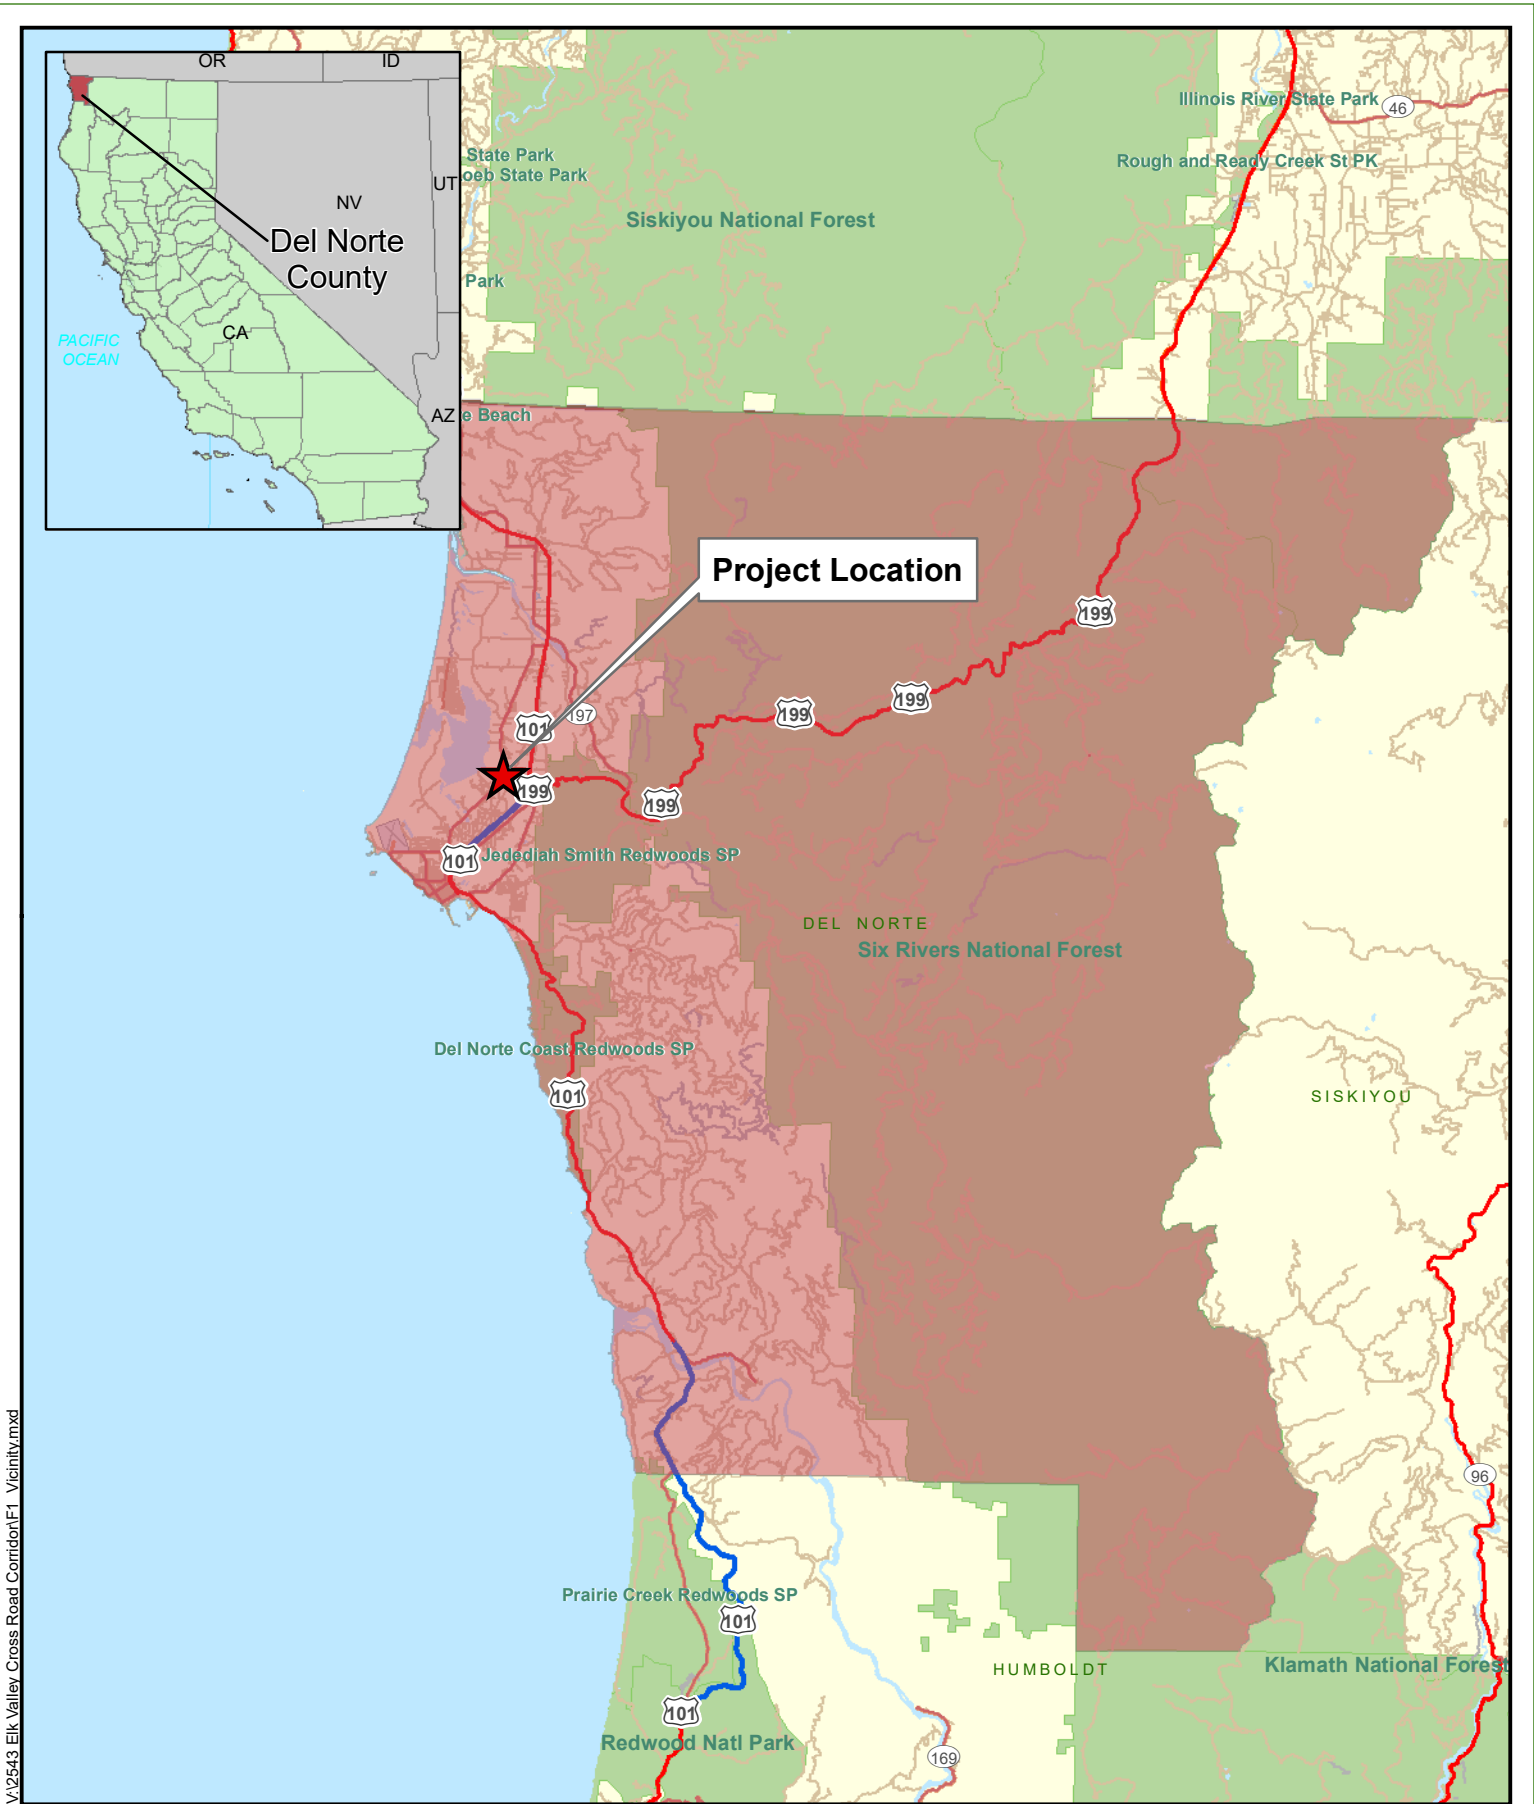 OR
ID
Illinois River State Park
46
State Park
oeb State Park
Rough and Ready Creek St PK
UT
NV
Siskiyou National Forest
Del Norte
County
Park
CA
PACIFIC
OCEAN
AZ
e Beach
Project Location
199
199
199
197
101
199
199
101
Jedediah Smith Redwoods SP
DEL NORTE
Six Rivers National Forest
Del Norte Coast Redwoods SP
101
SISKIYOU
96
Prairie Creek Redwoods SP
101
HUMBOLDT
Klamath National Forest
101
Redwood Natl Park
169
V:\2543 Elk Valley Cross Road Corridor\F1 Vicinity.mxd